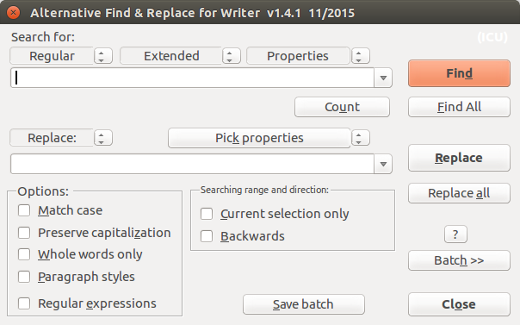 Alternative Find & Replace for Writer v1.4.1 11/2015
Search for:
(ICU)
Regular Extended Properties
Find
Count
Find All
Replace: Pick properties
Replace
Options:
Searching range and direction:
Replace all
Match case
Current selection only
Preserve capitalization
Backwards
?
Whole words only
Batch >>
Paragraph styles
Regular expressions
Save batch
Close